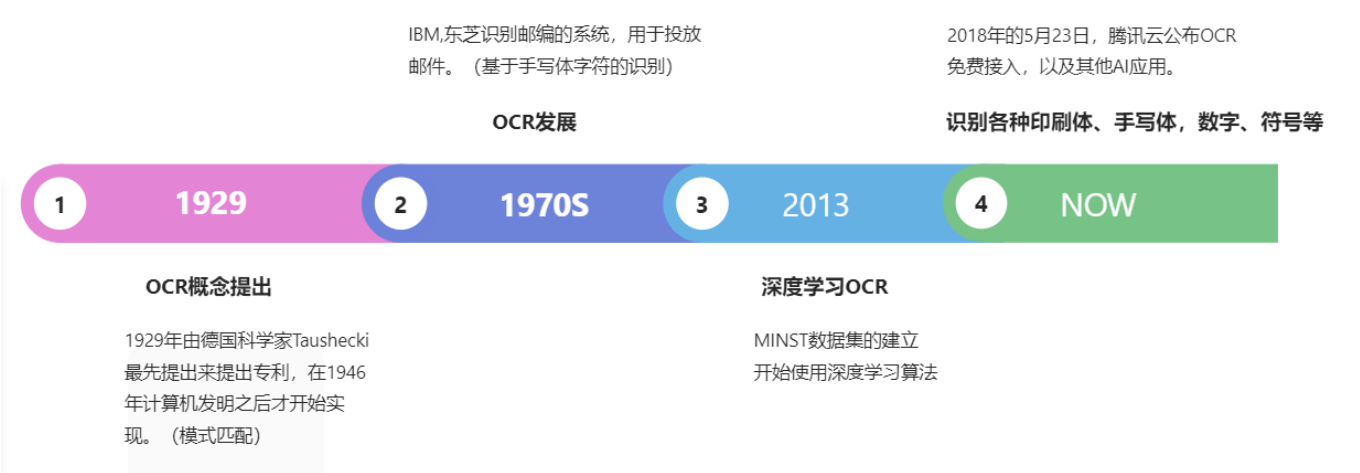 IBM,东芝识别邮编的系统，用于投放
邮件。（基于手写体字符的识别）
OCR发展
2018年的5月23日，腾讯云公布OCR
免费接入，以及其他AI应用。
识别各种印刷体、手写体，数字、符号等
1 1929
2 1970S
3 2013
4 NOW
OCR概念提出
1929年由德国科学家Taushecki
最先提出来提出专利，在1946
年计算机发明之后才开始实
现。（模式匹配）
深度学习OCR
MINST数据集的建立
开始使用深度学习算法